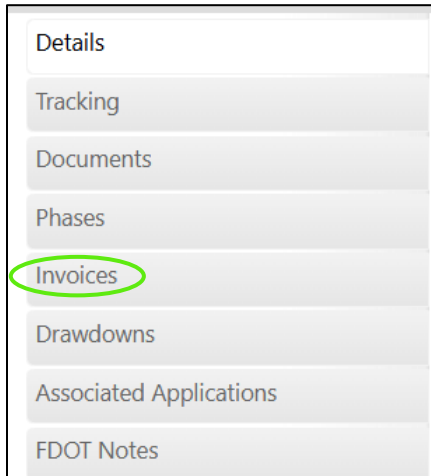 Details
Tracking
Documents
Phases
Invoices
Drawdowns
Associated Applications
FDOT Notes